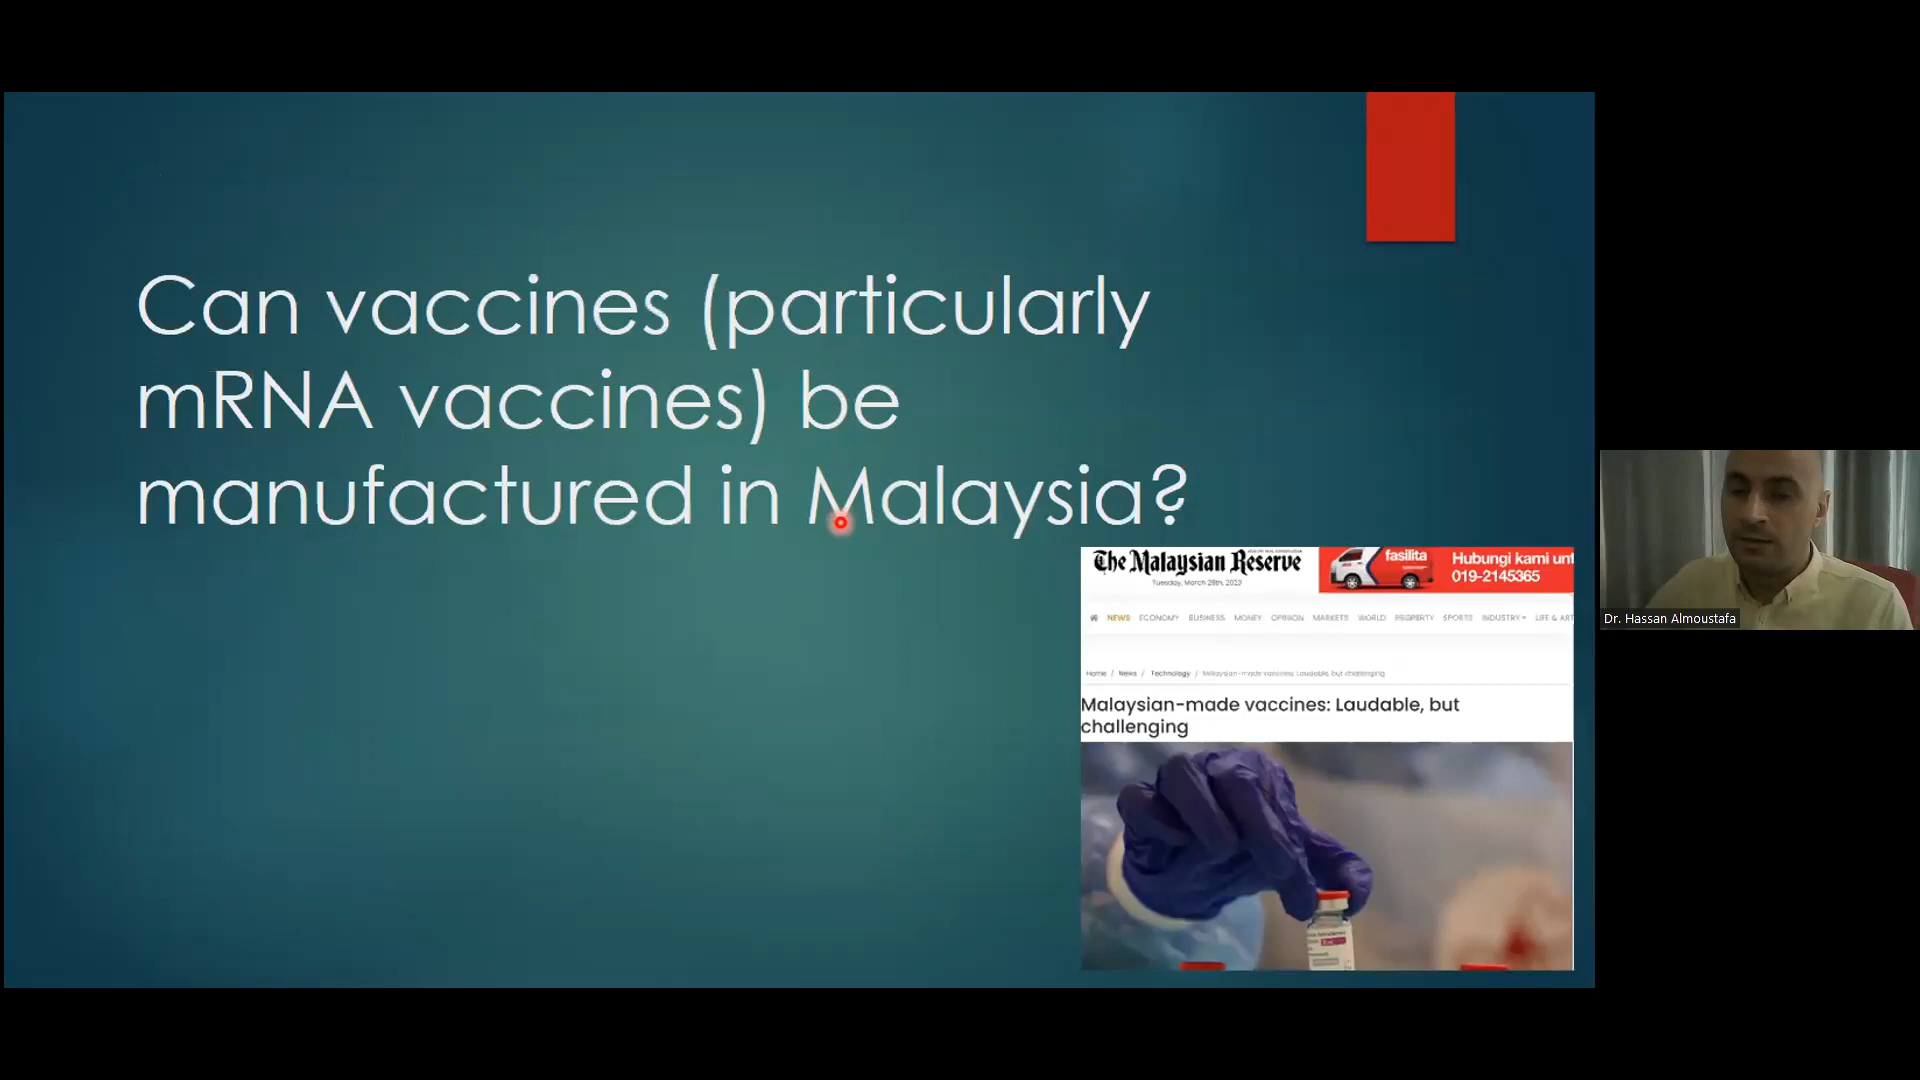 Can vaccines (particularly
mRNA vaccines) be
manufactured in Malaysia?
The Malaysian Reserve
Tuesday, March 28th, 2023
fasilita
Hubungi kami unt
019-2145365
NEWS ECONOMY BUSINESS MONEY OPINION MARKETS WORLD PROPERTY SPORTS INDUSTRY LIFE & ART
Home / News / Technology / Malaysian-made vaccines: Laudable, but challenging
Malaysian-made vaccines: Laudable, but
challenging
Dr. Hassan Almoustafa